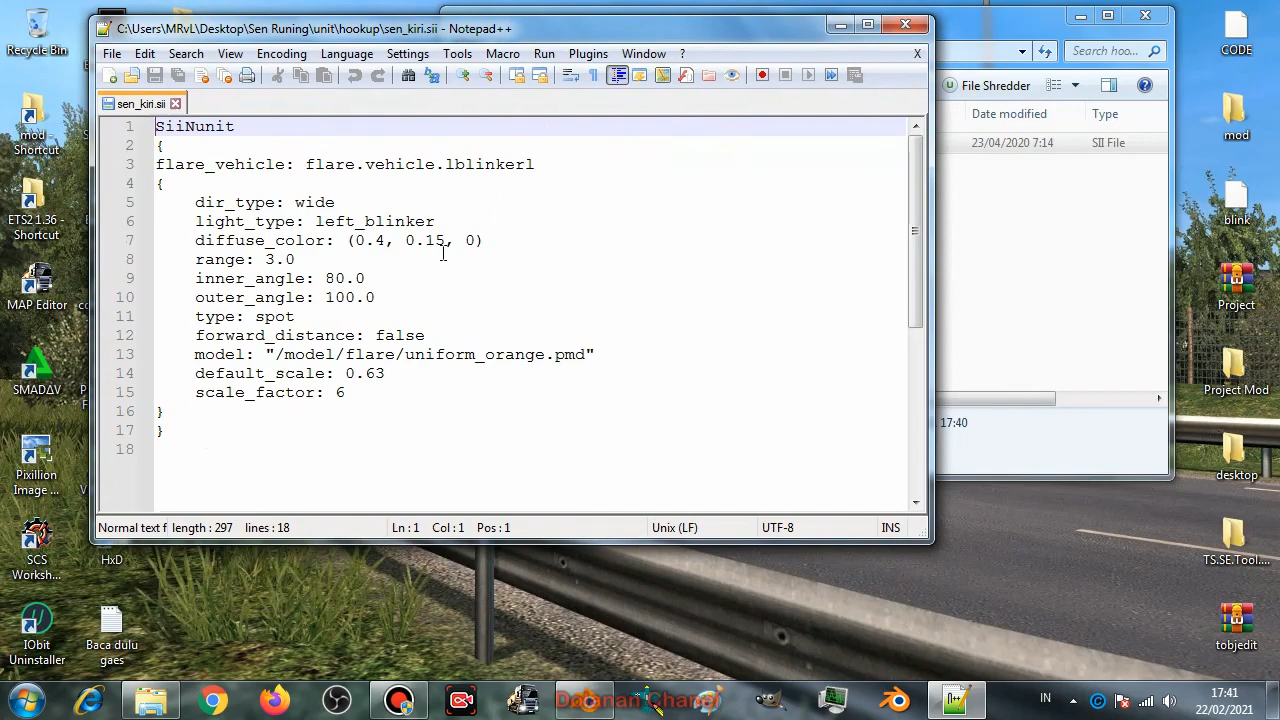 C:\Users\MRvL\Desktop\Sen Runing\unit\hookup\sen_kiri.sii - Notepad++
File Edit Search View Encoding Language Settings Tools Macro Run Plugins Window ? X
sen_kiri.sii
1 SiiNunit
2 {
3 flare_vehicle: flare.vehicle.lblinkerl
4 {
5 dir_type: wide
6 light_type: left_blinker
7 diffuse_color: (0.4, 0.15, 0)
8 range: 3.0
9 inner_angle: 80.0
10 outer_angle: 100.0
11 type: spot
12 forward_distance: false
13 model: "/model/flare/uniform_orange.pmd"
14 default_scale: 0.63
15 scale_factor: 6
16 }
17 }
18
Normal text f length : 297 lines : 18 Ln : 1 Col : 1 Pos : 1 Unix (LF) UTF-8 INS
Search hoo...
File Shredder
Date modified Type
23/04/2020 7:14 SII File
17:40
Recycle Bin
mod -
Shortcut
ETS2 1.36 -
Shortcut
MAP Editor
SMADΔV
Pixillion
Image ...
SCS
Worksh...
HxD
IObit
Uninstaller
Baca dulu
gaes
CODE
mod
blink
Project
Project Mod
desktop
TS.SE.Tool....
tobjedit
Dolanan Chanal
IN
17:41
22/02/2021